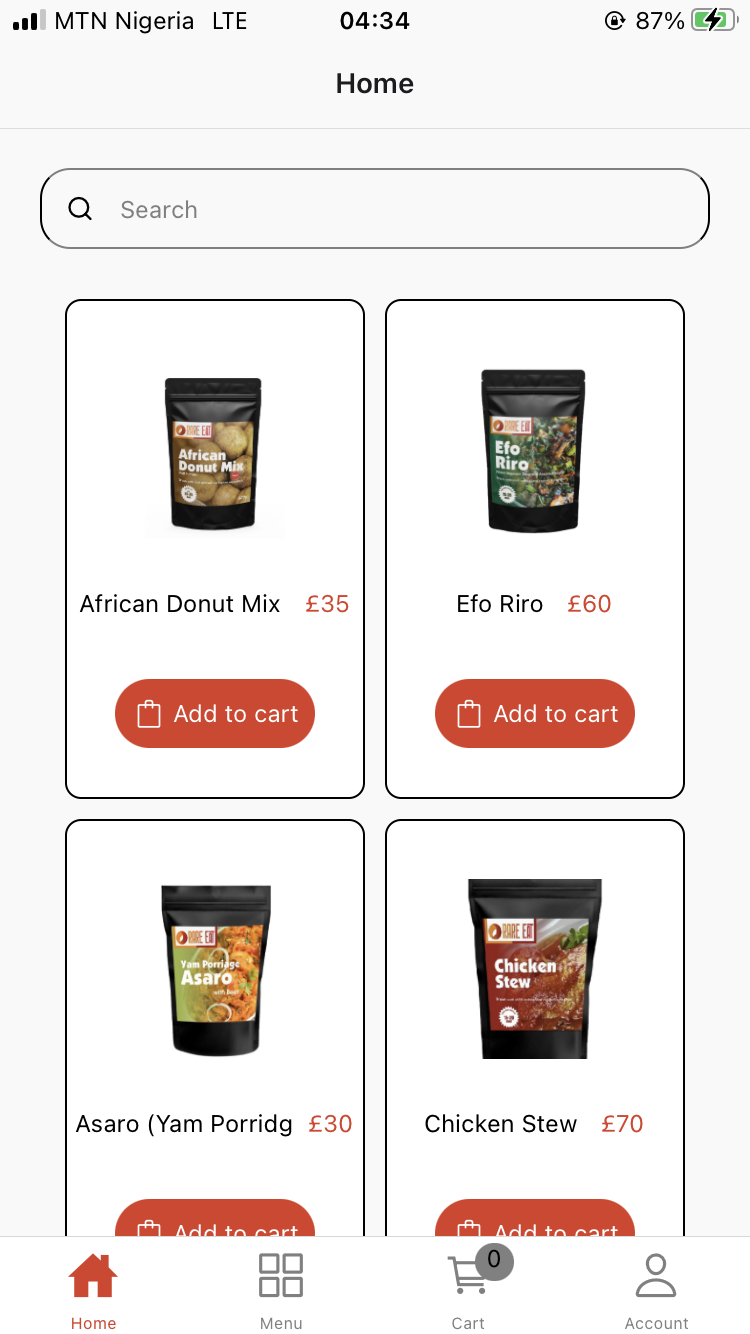 MTN Nigeria LTE 04:34 87%
Home
Search
RARE EAT
African
Donut Mix
RARE EAT
Efo
Riro
African Donut Mix £35
Efo Riro £60
Add to cart
Add to cart
RARE EAT
Yam Porridge
Asaro
with Beef
RARE EAT
Chicken
Stew
Asaro (Yam Porridg £30
Chicken Stew £70
Add to cart
Add to cart
0
Home
Menu
Cart
Account